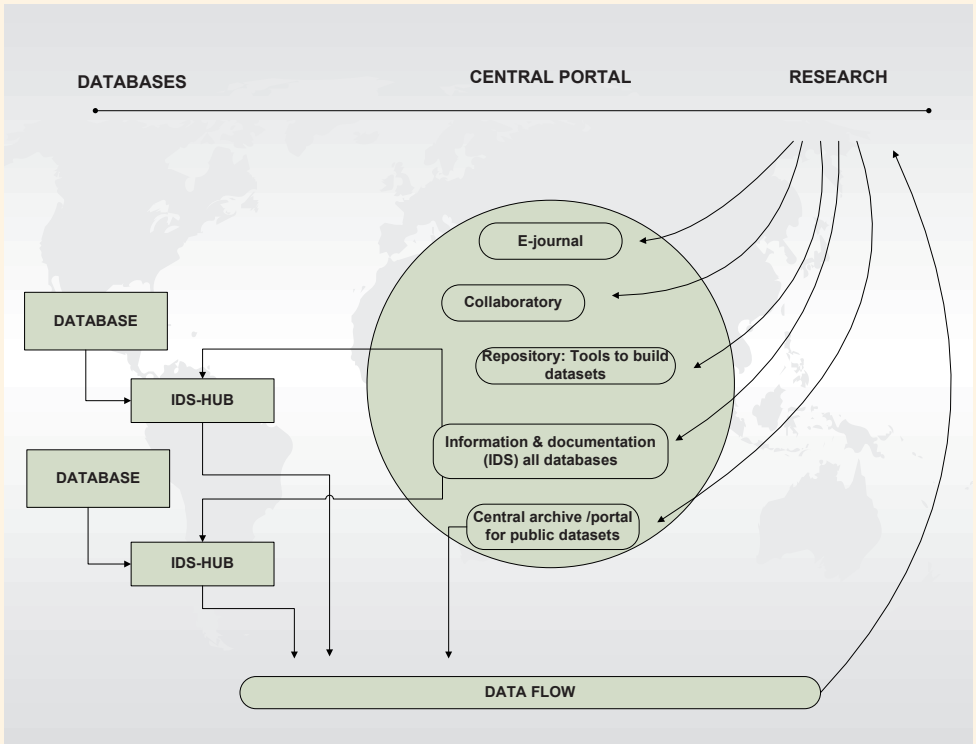 DATABASES
CENTRAL PORTAL
RESEARCH
E-journal
Collaboratory
DATABASE
Repository: Tools to build
datasets
IDS-HUB
Information & documentation
(IDS) all databases
DATABASE
Central archive /portal
for public datasets
IDS-HUB
DATA FLOW